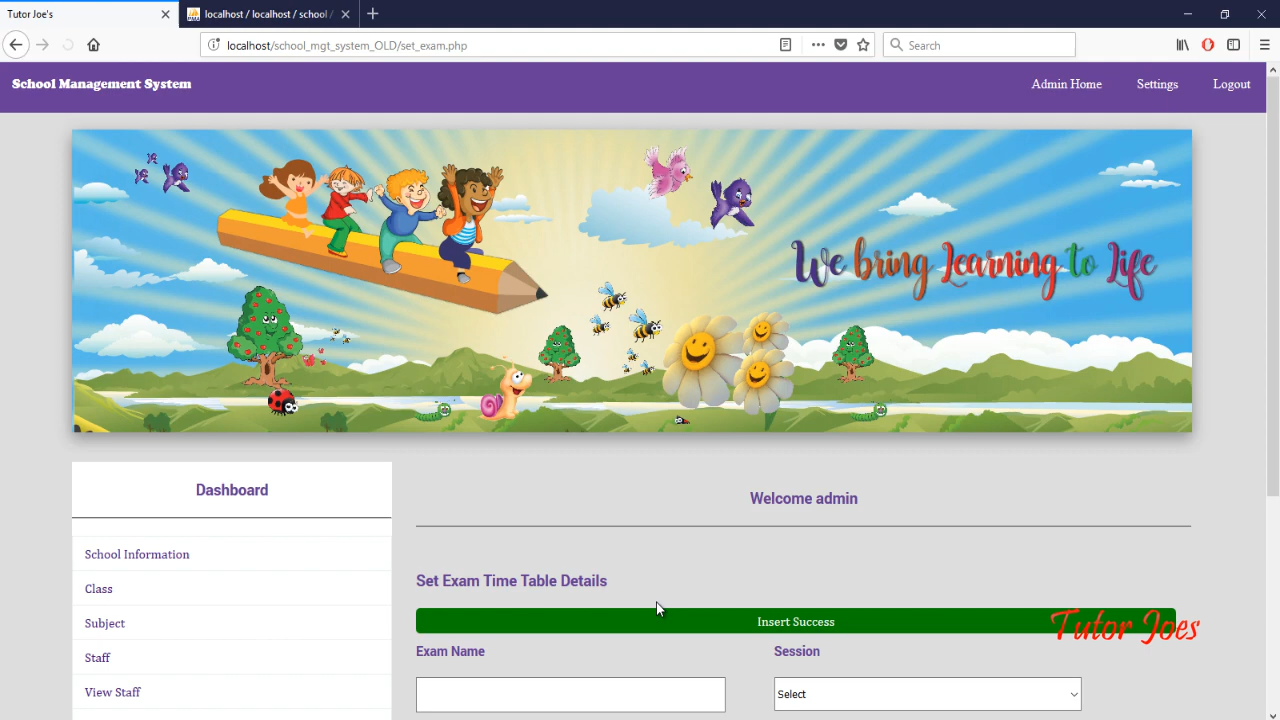 Tutor Joe's
localhost / localhost / school /
localhost/school_mgt_system_OLD/set_exam.php
Search
School Management System
Admin Home
Settings
Logout
We bring Learning to Life
Dashboard
Welcome admin
School Information
Set Exam Time Table Details
Class
Insert Success
Subject
Tutor Joes
Exam Name
Session
Staff
View Staff
Select